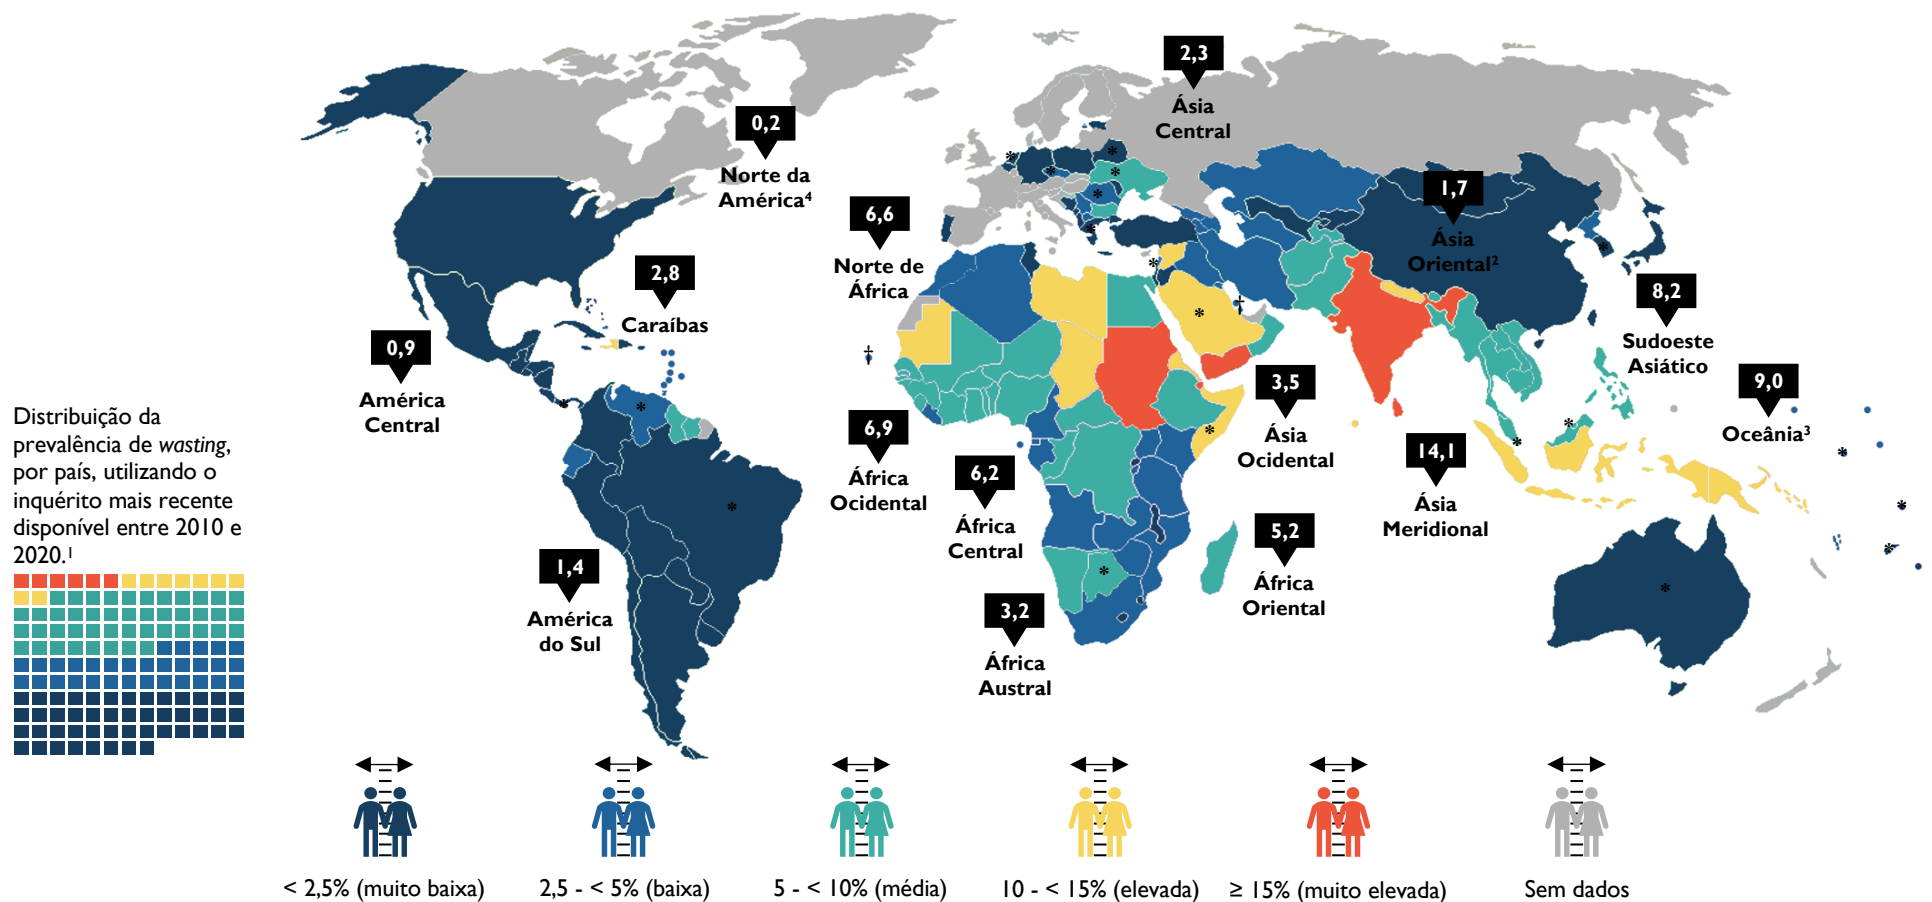 2,3
Ásia
Central
0,2
Norte da
América⁴
1,7
Ásia
Oriental²
6,6
Norte de
África
2,8
Caraíbas
8,2
Sudoeste
Asiático
0,9
América
Central
3,5
Ásia
Ocidental
9,0
Oceânia³
Distribuição da
prevalência de wasting,
por país, utilizando o
inquérito mais recente
disponível entre 2010 e
2020.¹
6,9
África
Ocidental
6,2
África
Central
14,1
Ásia
Meridional
5,2
África
Oriental
1,4
América
do Sul
3,2
África
Austral
< 2,5% (muito baixa)
2,5 - < 5% (baixa)
5 - < 10% (média)
10 - < 15% (elevada)
≥ 15% (muito elevada)
Sem dados